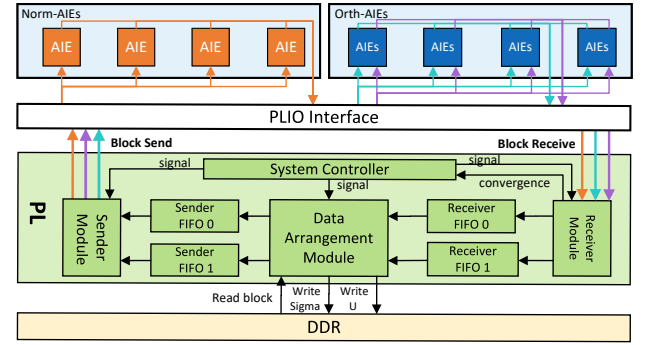 Norm-AIEs
Orth-AIEs
AIE
AIE
AIE
AIE
AIEs
AIEs
AIEs
AIEs
PLIO Interface
Block Send
Block Receive
signal
System Controller
signal
signal
convergence
PL
Sender
Module
Sender
FIFO 0
Sender
FIFO 1
Data
Arrangement
Module
Receiver
FIFO 0
Receiver
FIFO 1
Receiver
Module
Read block
Write
Sigma
Write
U
DDR